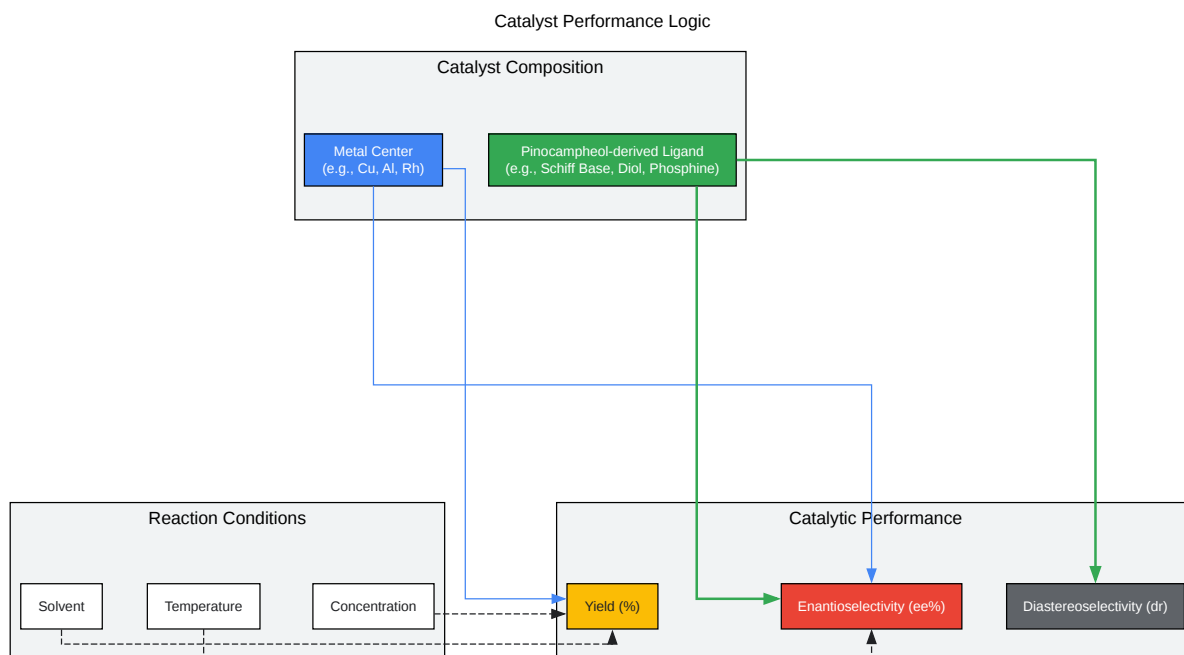 Catalyst Performance Logic
Catalyst Composition
Metal Center
(e.g., Cu, Al, Rh)
Pinocampheol-derived Ligand
(e.g., Schiff Base, Diol, Phosphine)
Reaction Conditions
Solvent
Temperature
Concentration
Catalytic Performance
Yield (%)
Enantioselectivity (ee%)
Diastereoselectivity (dr)